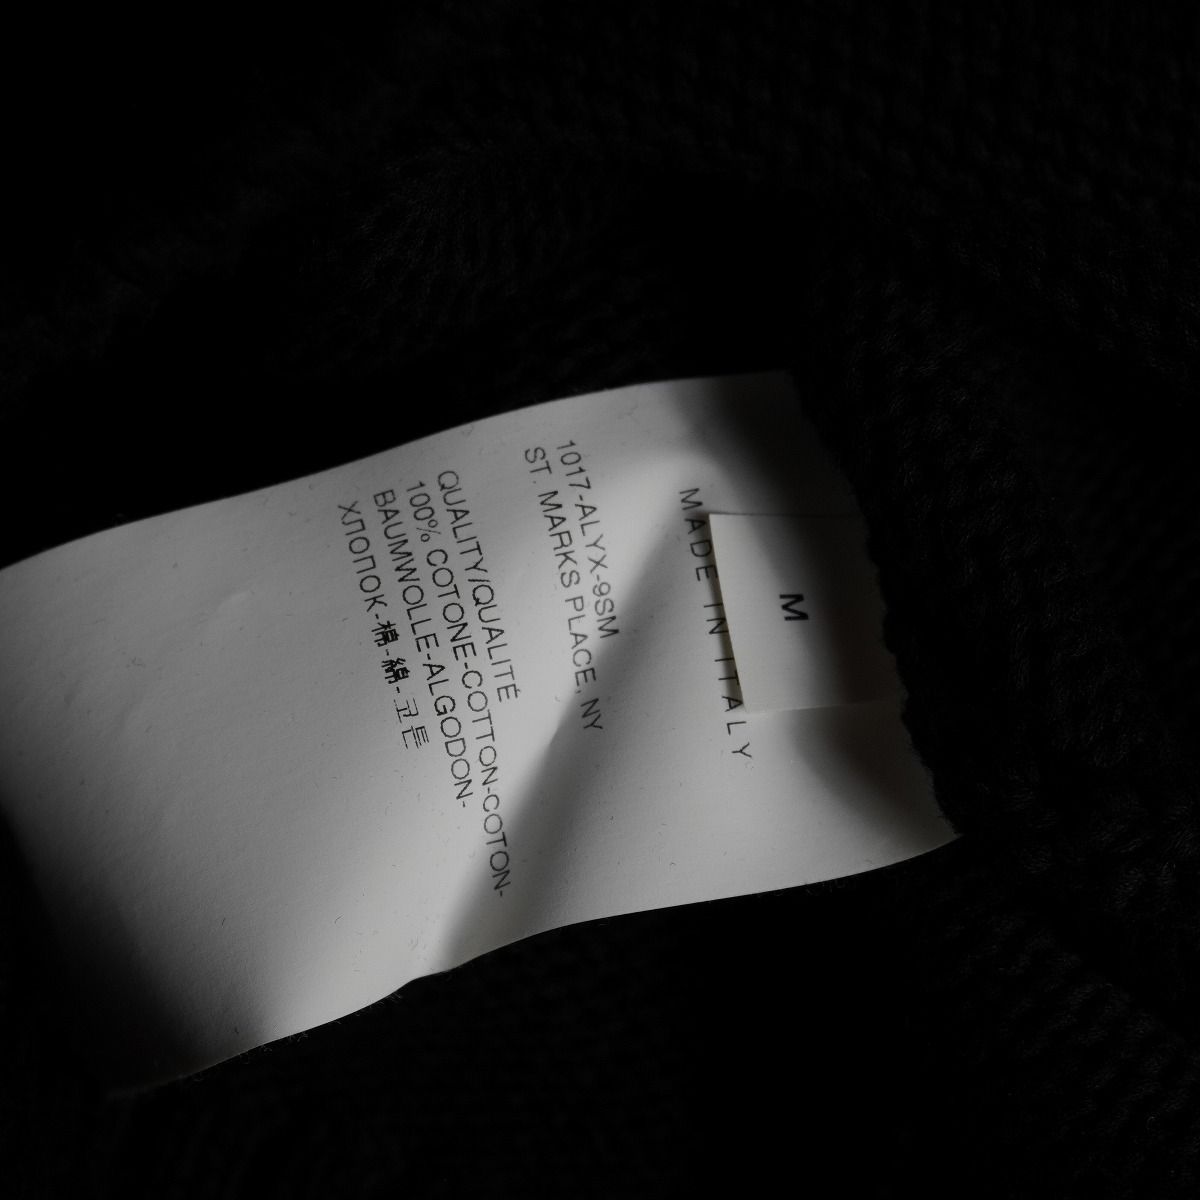 M
MADE IN ITALY
1017-ALYX-9SM
ST. MARKS PLACE, NY
QUALITY/QUALITÉ
100% COTONE-COTTON-COTON-
BAUMWOLLE-ALGODON-
ХЛОПОК-棉-綿-코튼